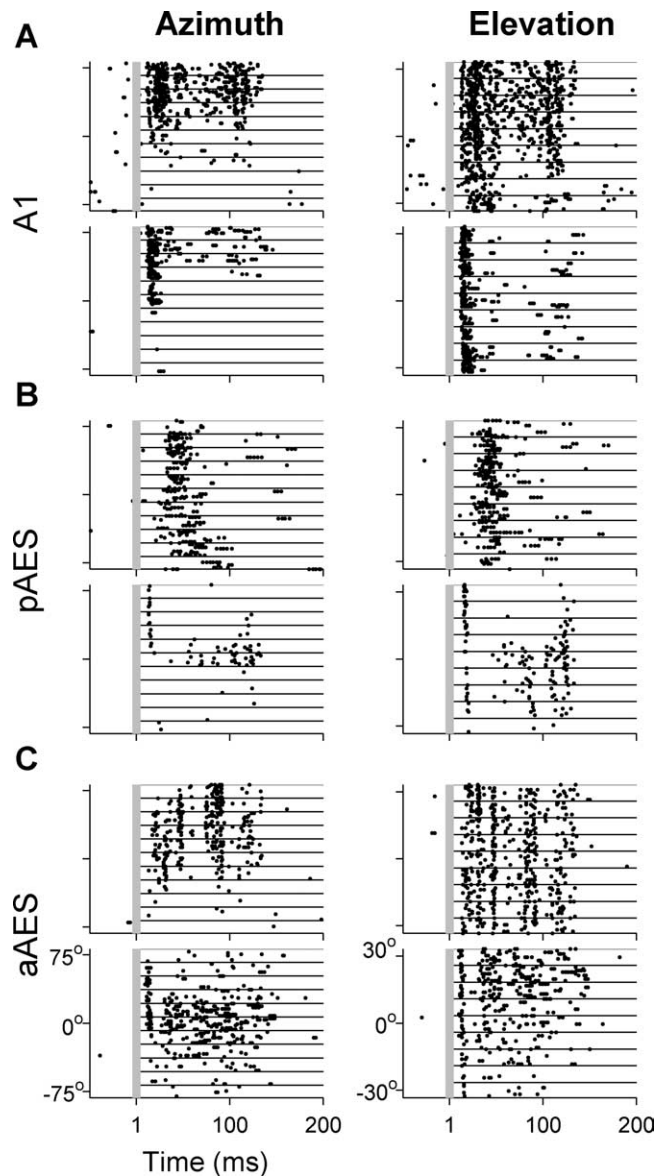 Azimuth Elevation
A
A1
B
pAES
C
aAES
75° 30°
0° 0°
-75° -30°
1 100 200 1 100 200
Time (ms)